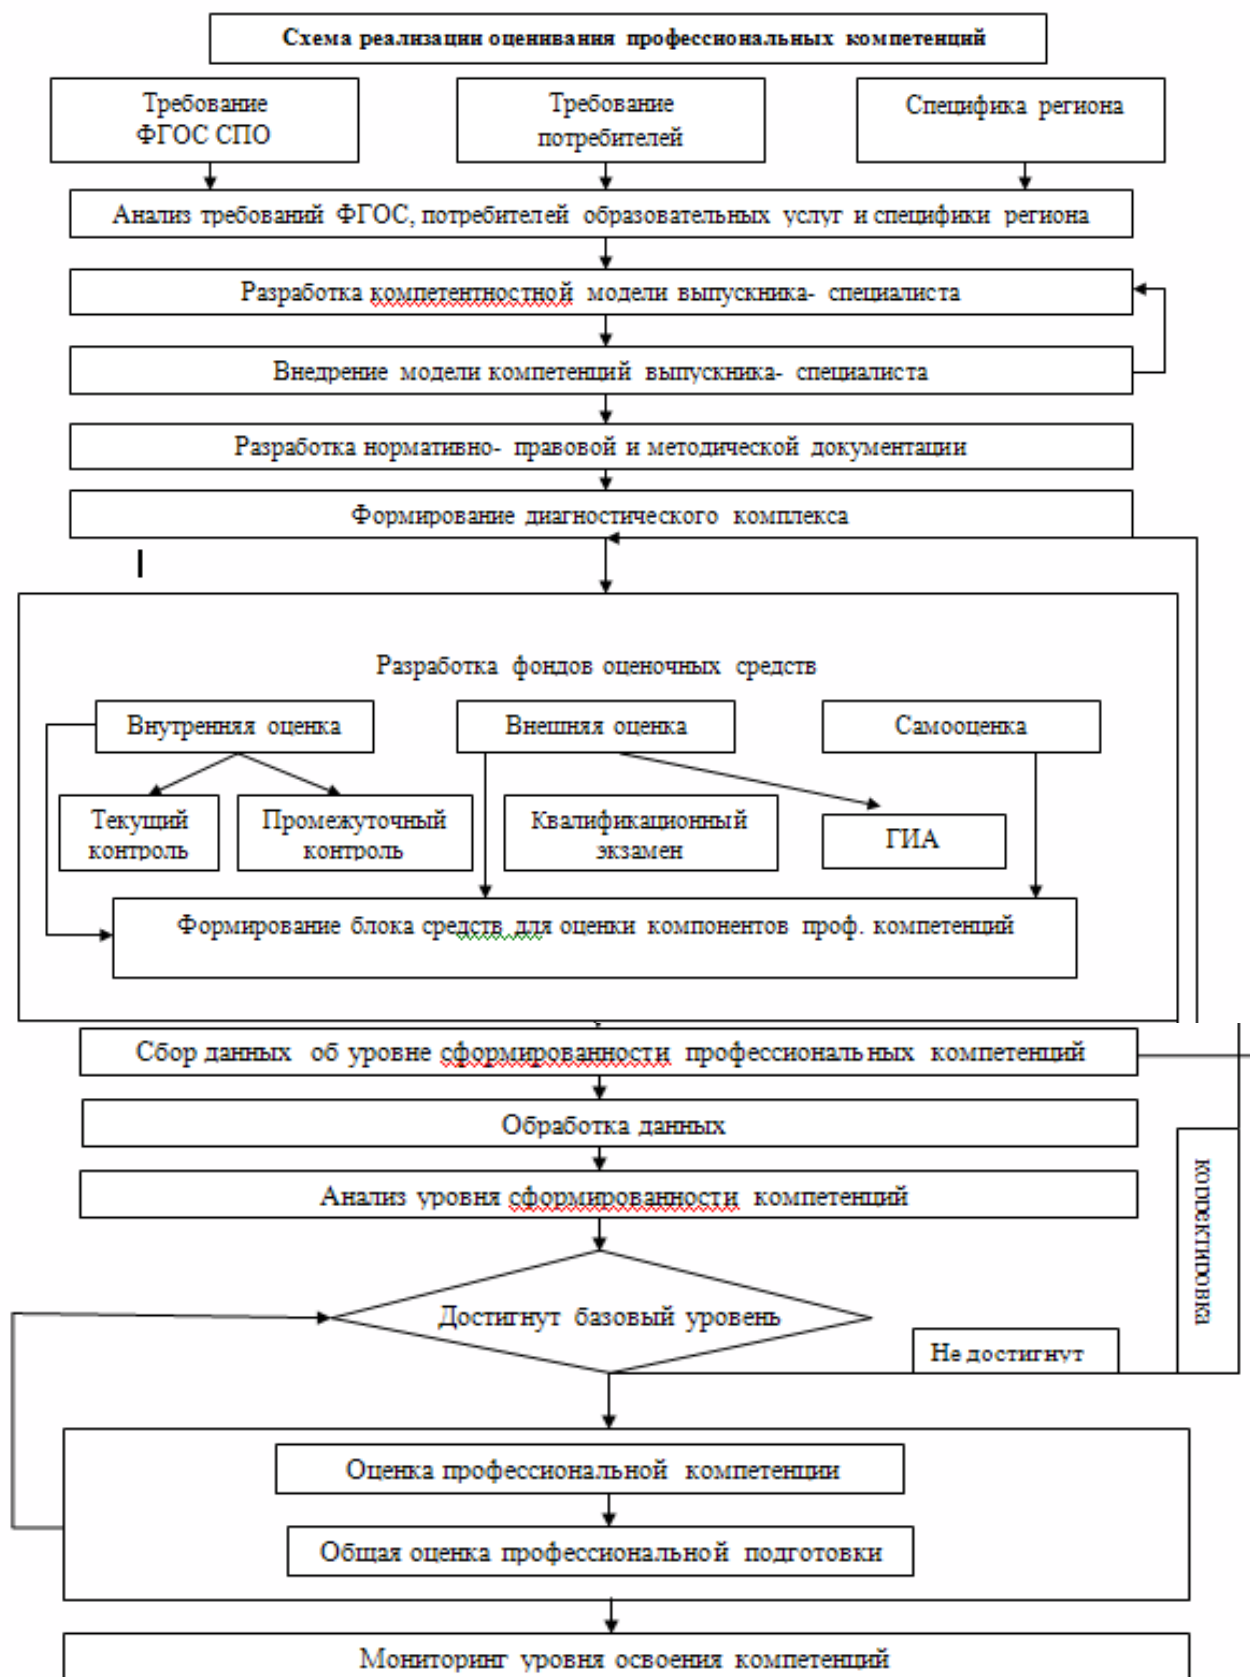 Схема реализации оценивания профессиональных компетенций
Требование
ФГОС СПО
Требование
потребителей
Специфика региона
Анализ требований ФГОС, потребителей образовательных услуг и специфики региона
Разработка компетентностной модели выпускника- специалиста
Внедрение модели компетенций выпускника- специалиста
Разработка нормативно- правовой и методической документации
Формирование диагностического комплекса
Разработка фондов оценочных средств
Внутренняя оценка
Внешняя оценка
Самооценка
Текущий
контроль
Промежуточный
контроль
Квалификационный
экзамен
ГИА
Формирование блока средств для оценки компонентов проф. компетенций
Сбор данных об уровне сформированности профессиональных компетенций
Обработка данных
Анализ уровня сформированности компетенций
корректировка
Достигнут базовый уровень
Не достигнут
Оценка профессиональной компетенции
Общая оценка профессиональной подготовки
Мониторинг уровня освоения компетенций